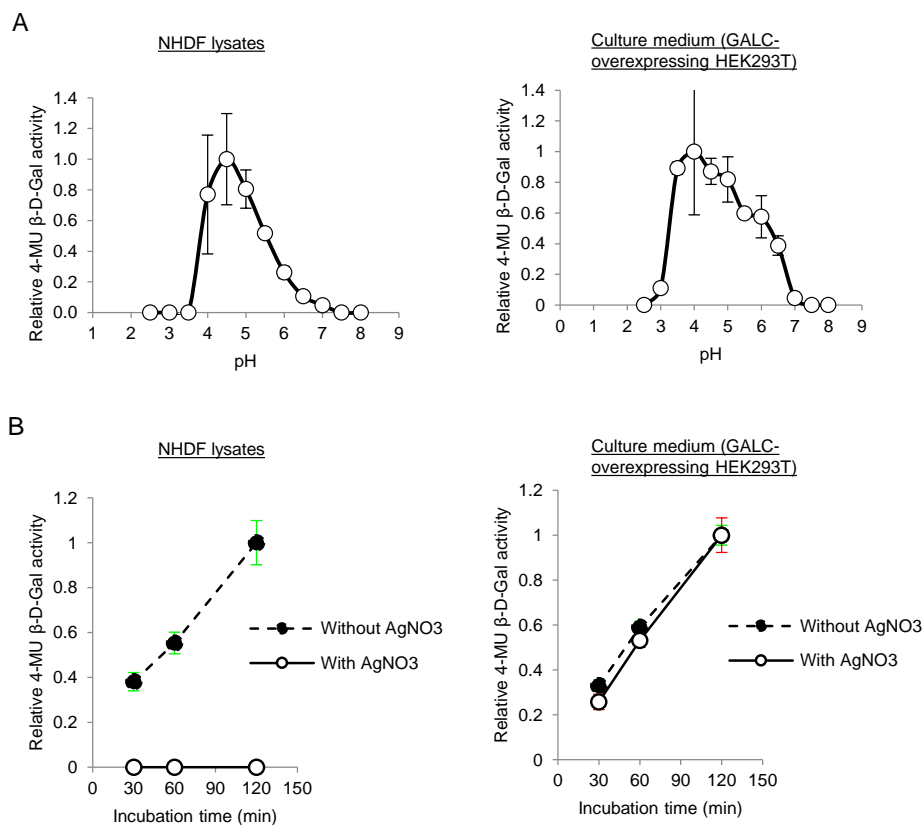 A
NHDF lysates
Relative 4-MU β-D-Gal activity
1.4
1.2
1.0
0.8
0.6
0.4
0.2
0.0
1 2 3 4 5 6 7 8 9
pH
Culture medium (GALC-
overexpressing HEK293T)
Relative 4-MU β-D-Gal activity
1.4
1.2
1
0.8
0.6
0.4
0.2
0
0 1 2 3 4 5 6 7 8 9
pH
B
NHDF lysates
Relative 4-MU β-D-Gal activity
1.2
1
0.8
0.6
0.4
0.2
0
0 30 60 90 120 150
Incubation time (min)
Without AgNO3
With AgNO3
Culture medium (GALC-
overexpressing HEK293T)
Relative 4-MU β-D-Gal activity
1.2
1
0.8
0.6
0.4
0.2
0
0 30 60 90 120 150
Incubation time (min)
Without AgNO3
With AgNO3